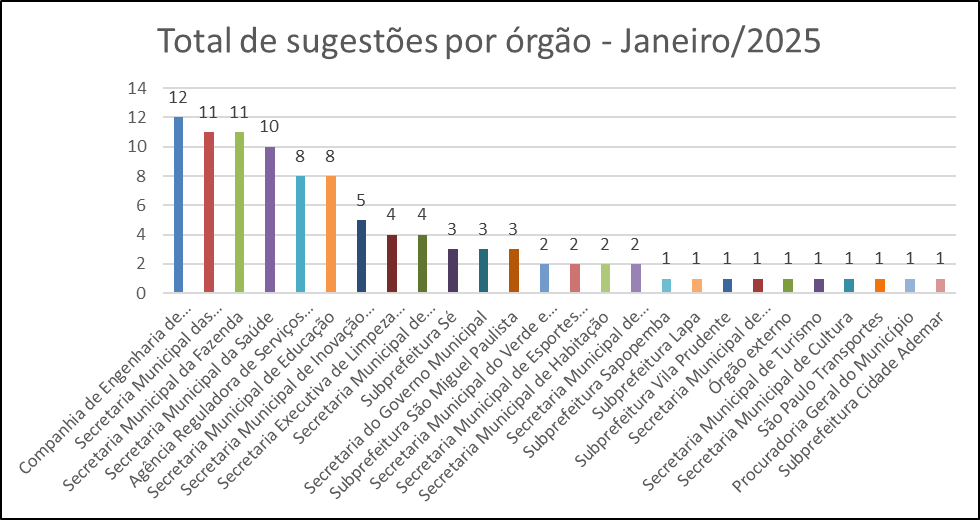 Total de sugestões por órgão - Janeiro/2025
14
12
10
8
6
4
2
0
12
11
11
10
8
8
5
4
4
3
3
3
2
2
2
2
1
1
1
1
1
1
1
1
1
1
Companhia de Engenharia de...
Secretaria Municipal das...
Secretaria Municipal da Fazenda
Secretaria Municipal da Saúde
Agência Reguladora de Serviços...
Secretaria Municipal de Educação
Secretaria Municipal de Inovação...
Secretaria Executiva de Limpeza...
Secretaria Municipal de...
Subprefeitura Sé
Secretaria do Governo Municipal
Subprefeitura São Miguel Paulista
Secretaria Municipal do Verde e...
Secretaria Municipal de Esportes...
Secretaria Municipal de Habitação
Secretaria Municipal de...
Subprefeitura Sapopemba
Subprefeitura Lapa
Subprefeitura Vila Prudente
Secretaria Municipal de...
Órgão externo
Secretaria Municipal de Turismo
Secretaria Municipal de Cultura
São Paulo Transportes
Procuradoria Geral do Município
Subprefeitura Cidade Ademar